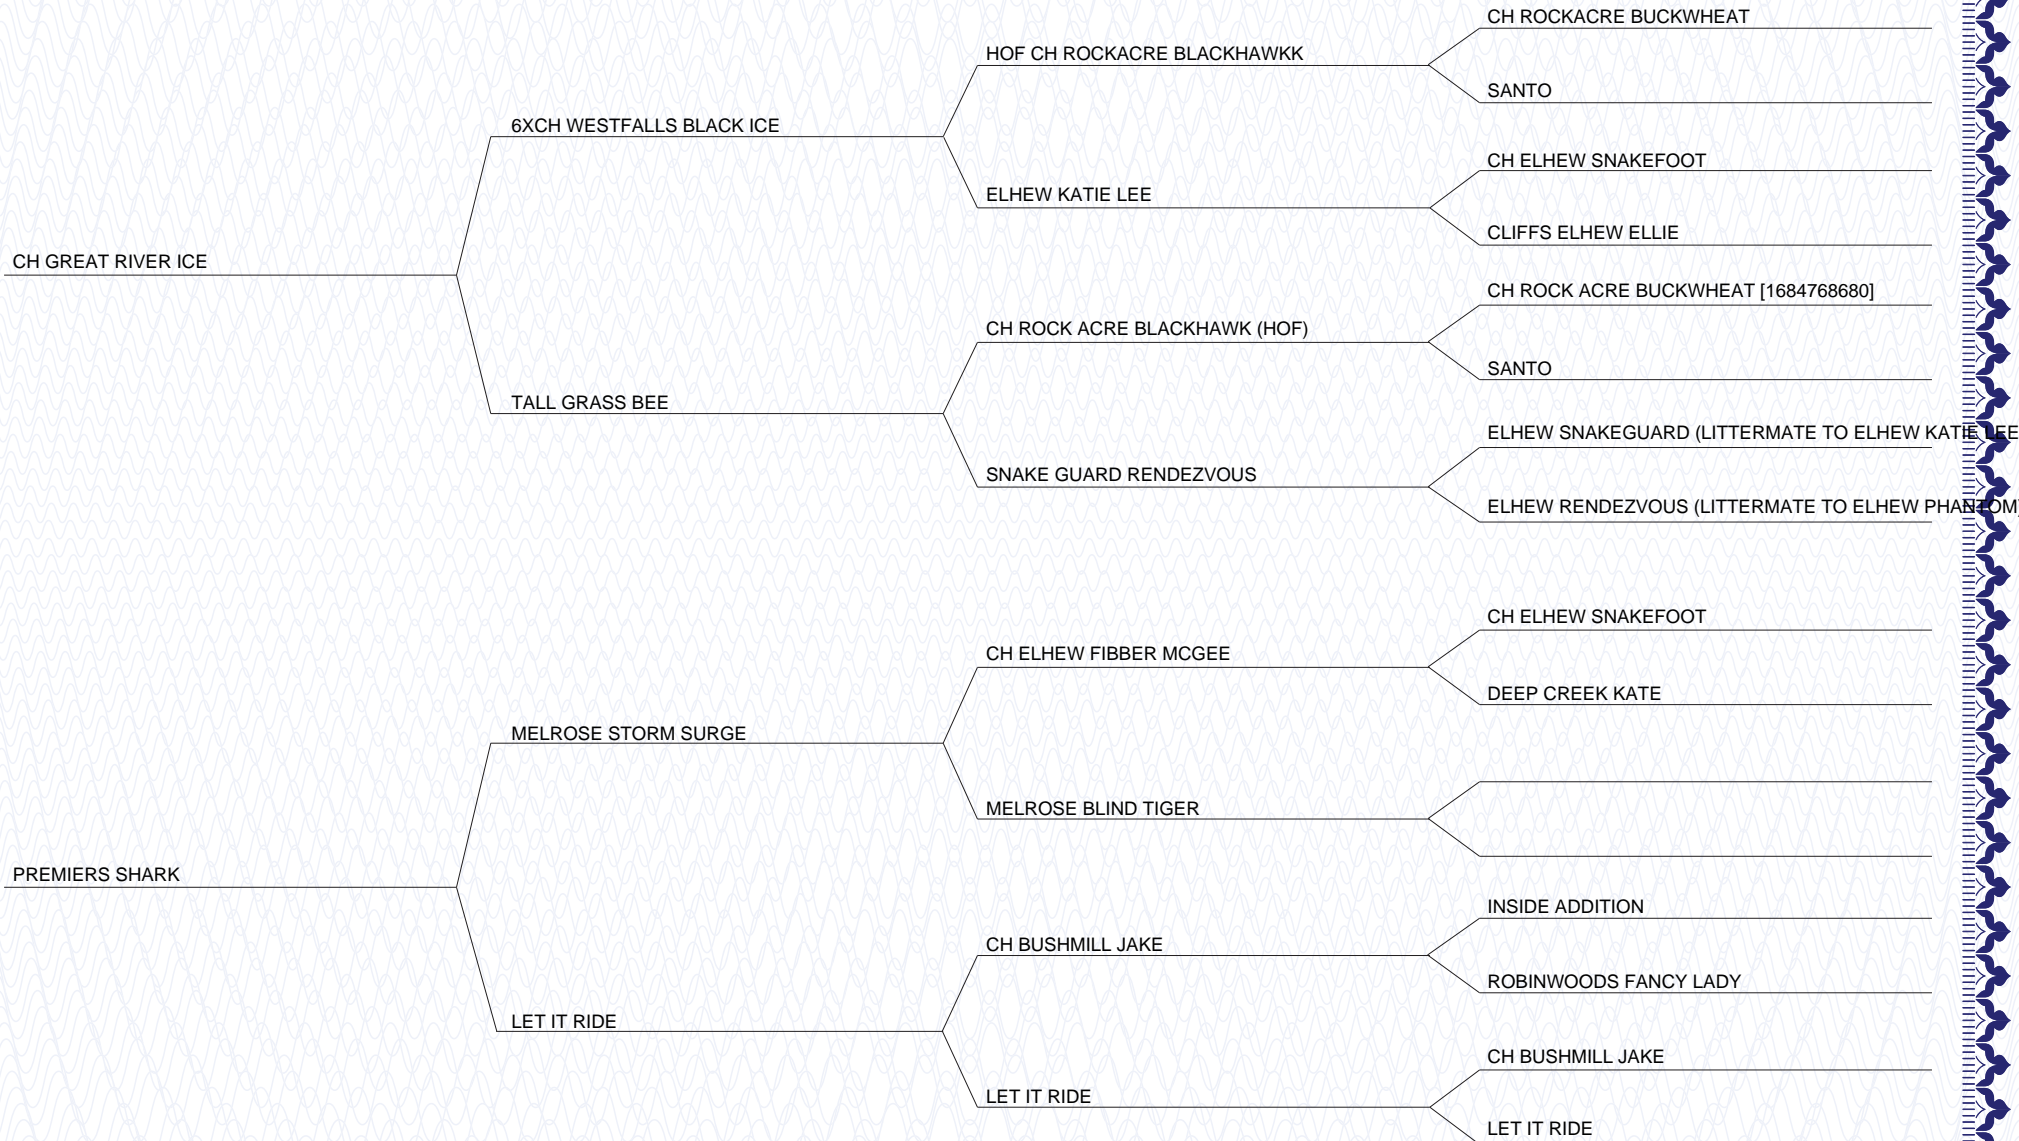 CH ROCKACRE BUCKWHEAT
HOF CH ROCKACRE BLACKHAWKK
SANTO
6XCH WESTFALLS BLACK ICE
CH ELHEW SNAKEFOOT
ELHEW KATIE LEE
CLIFFS ELHEW ELLIE
CH GREAT RIVER ICE
CH ROCK ACRE BUCKWHEAT [1684768680]
CH ROCK ACRE BLACKHAWK (HOF)
SANTO
TALL GRASS BEE
ELHEW SNAKEGUARD (LITTERMATE TO ELHEW KATIE LEE
SNAKE GUARD RENDEZVOUS
ELHEW RENDEZVOUS (LITTERMATE TO ELHEW PHANTOM)
CH ELHEW SNAKEFOOT
CH ELHEW FIBBER MCGEE
DEEP CREEK KATE
MELROSE STORM SURGE
MELROSE BLIND TIGER
PREMIERS SHARK
INSIDE ADDITION
CH BUSHMILL JAKE
ROBINWOODS FANCY LADY
LET IT RIDE
CH BUSHMILL JAKE
LET IT RIDE
LET IT RIDE